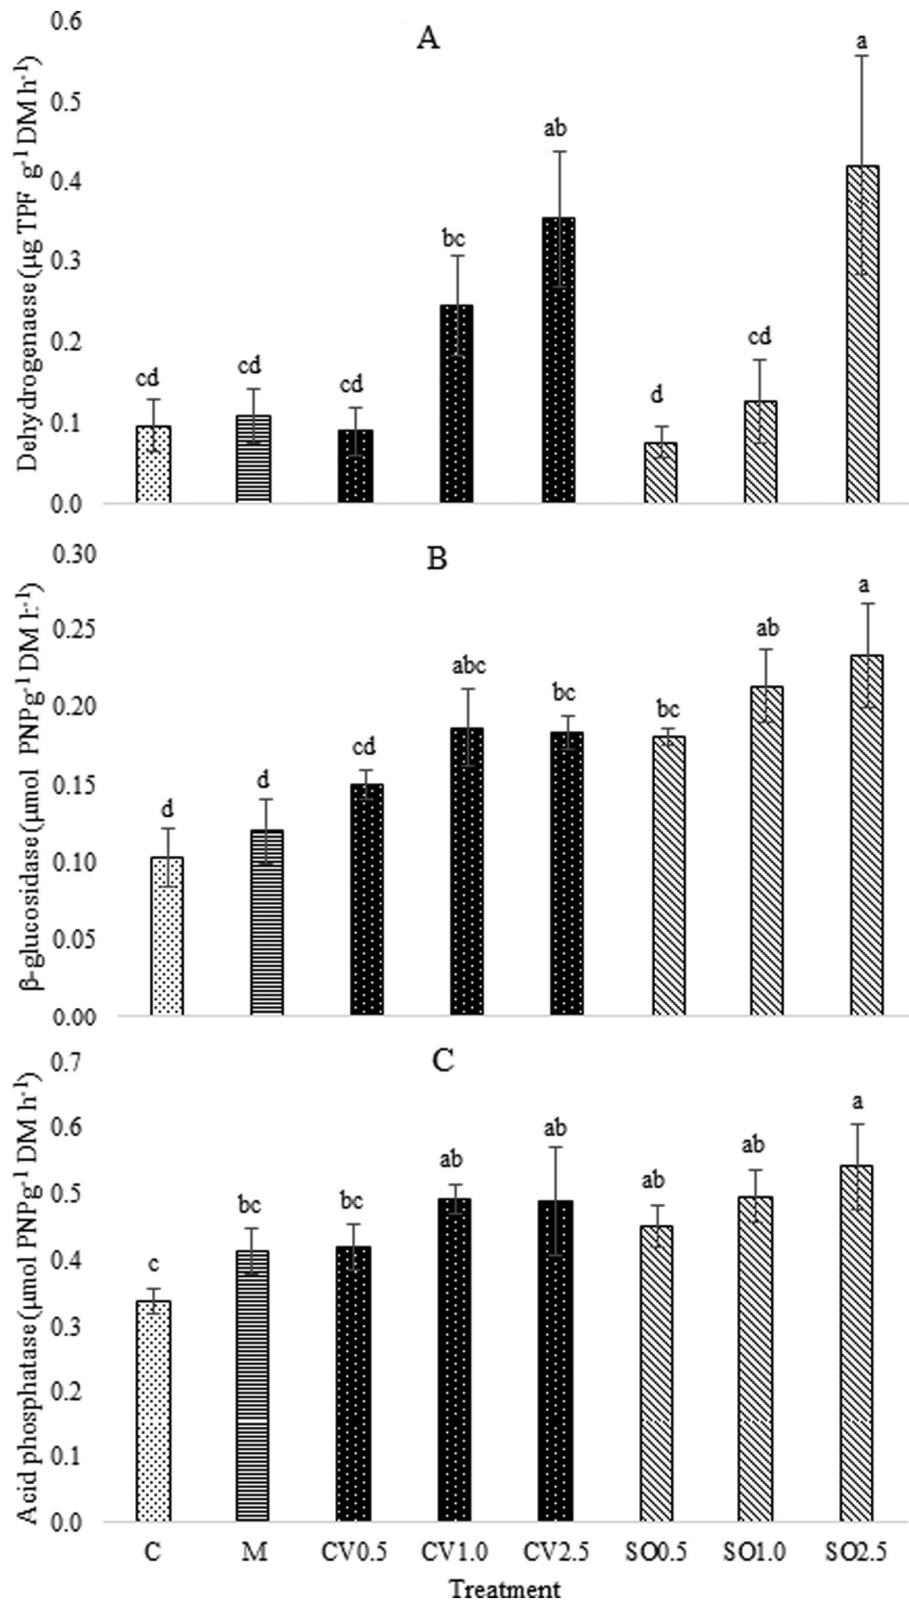 A
Dehydrogenaese (µg TPF g-1 DM h-1)
0.6
0.5
0.4
0.3
0.2
0.1
0.0
cd
cd
cd
bc
ab
d
cd
a
B
β-glucosidase (µmol PNPg-1 DM l:-1)
0.30
0.25
0.20
0.15
0.10
0.05
0.00
d
d
cd
abc
bc
bc
ab
a
C
Acid phosphatase (µmol PNPg-1 DM h-1)
0.7
0.6
0.5
0.4
0.3
0.2
0.1
0.0
c
bc
bc
ab
ab
ab
ab
a
C M CV0.5 CV1.0 CV2.5 SO0.5 SO1.0 SO2.5
Treatment